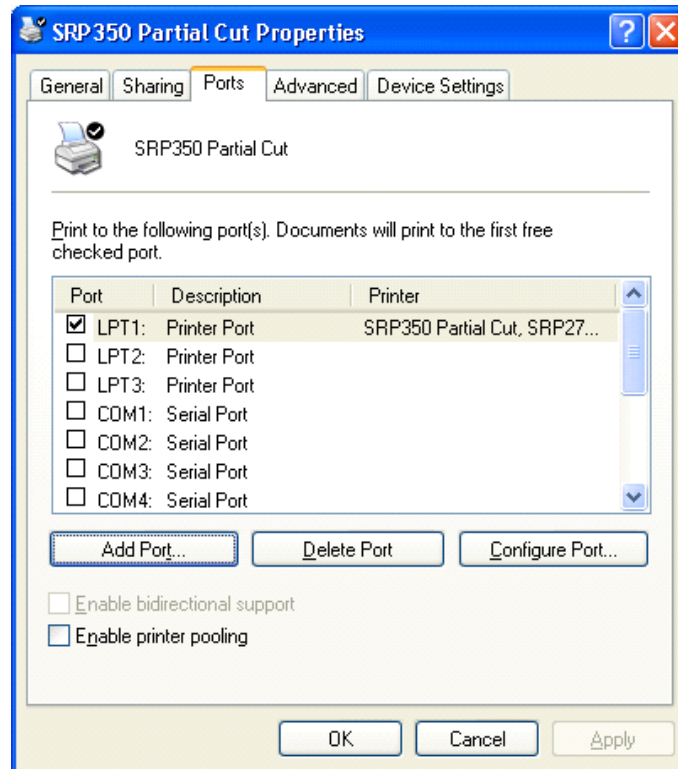 SRP350 Partial Cut Properties
General Sharing Ports Advanced Device Settings
SRP350 Partial Cut
Print to the following port(s). Documents will print to the first free
checked port.
Port Description Printer
LPT1: Printer Port SRP350 Partial Cut, SRP27...
LPT2: Printer Port
LPT3: Printer Port
COM1: Serial Port
COM2: Serial Port
COM3: Serial Port
COM4: Serial Port
Add Port... Delete Port Configure Port...
Enable bidirectional support
Enable printer pooling
OK Cancel Apply